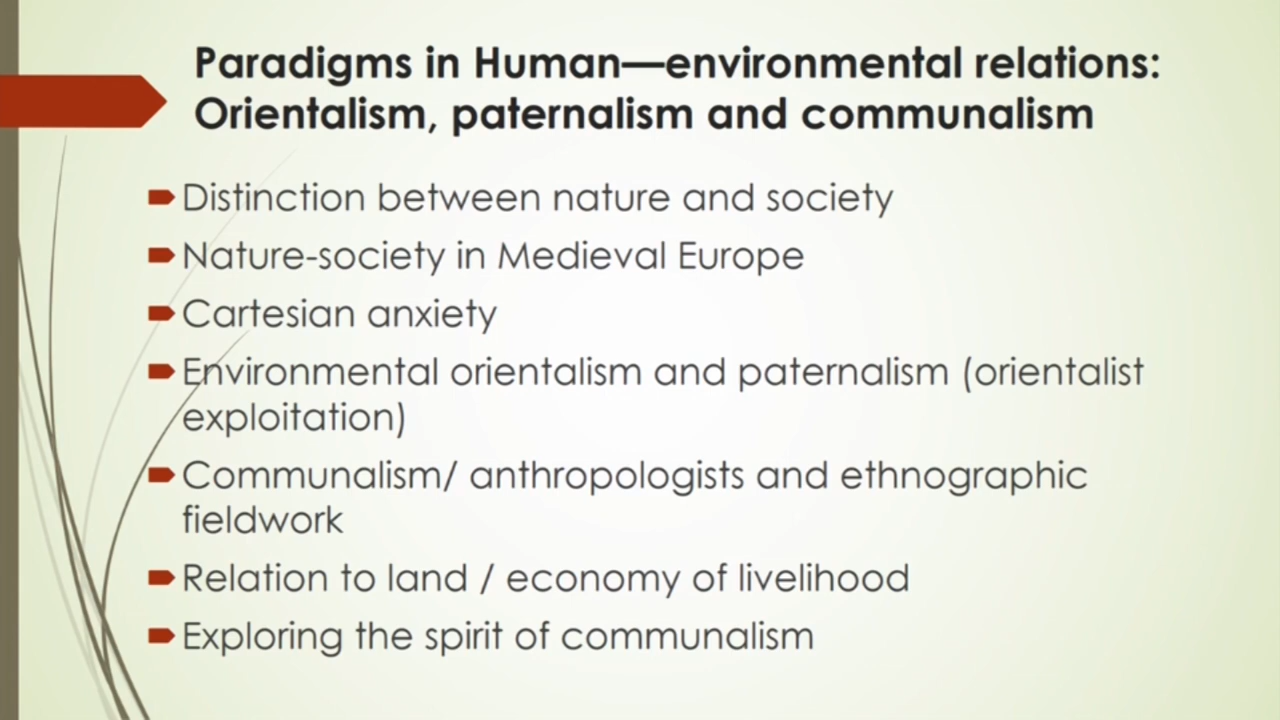 Paradigms in Human—environmental relations:
Orientalism, paternalism and communalism
Distinction between nature and society
Nature-society in Medieval Europe
Cartesian anxiety
Environmental orientalism and paternalism (orientalist
exploitation)
Communalism/ anthropologists and ethnographic
fieldwork
Relation to land / economy of livelihood
Exploring the spirit of communalism